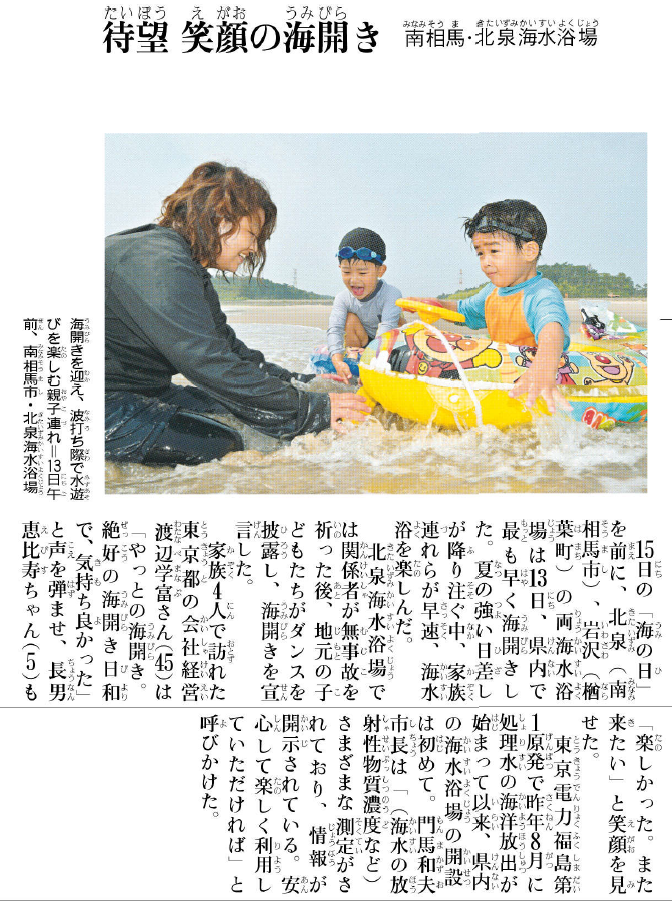 待望 笑顔の海開き
南相馬・北泉海水浴場
海開きを迎え、波打ち際で水遊
びを楽しむ親子連れ＝13日午
前、南相馬市・北泉海水浴場
15日の「海の日」
を前に、北泉（南
相馬市）、岩沢（楢
葉町）の両海水浴
場は13日、県内で
最も早く海開きし
た。夏の強い日差し
が降り注ぐ中、家族
連れらが早速、海水
浴を楽しんだ。
北泉海水浴場で
は関係者が無事故を
祈った後、地元の子
どもたちがダンスを
披露し、海開きを宣
言した。
家族4人で訪れた
東京都の会社経営
渡辺学富さん(45)は
「やっとの海開き。
絶好の海開き日和
で、気持ち良かった」
と声を弾ませ、長男
恵比寿ちゃん(5)も
「楽しかった。また
来たい」と笑顔を見
せた。
東京電力福島第
1原発で昨年8月に
処理水の海洋放出が
始まって以来、県内
の海水浴場の開設
は初めて。門馬和夫
市長は「（海水の放
射性物質濃度など）
さまざまな測定がさ
れており、情報が
開示されている。安
心して楽しく利用し
ていただければ」と
呼びかけた。